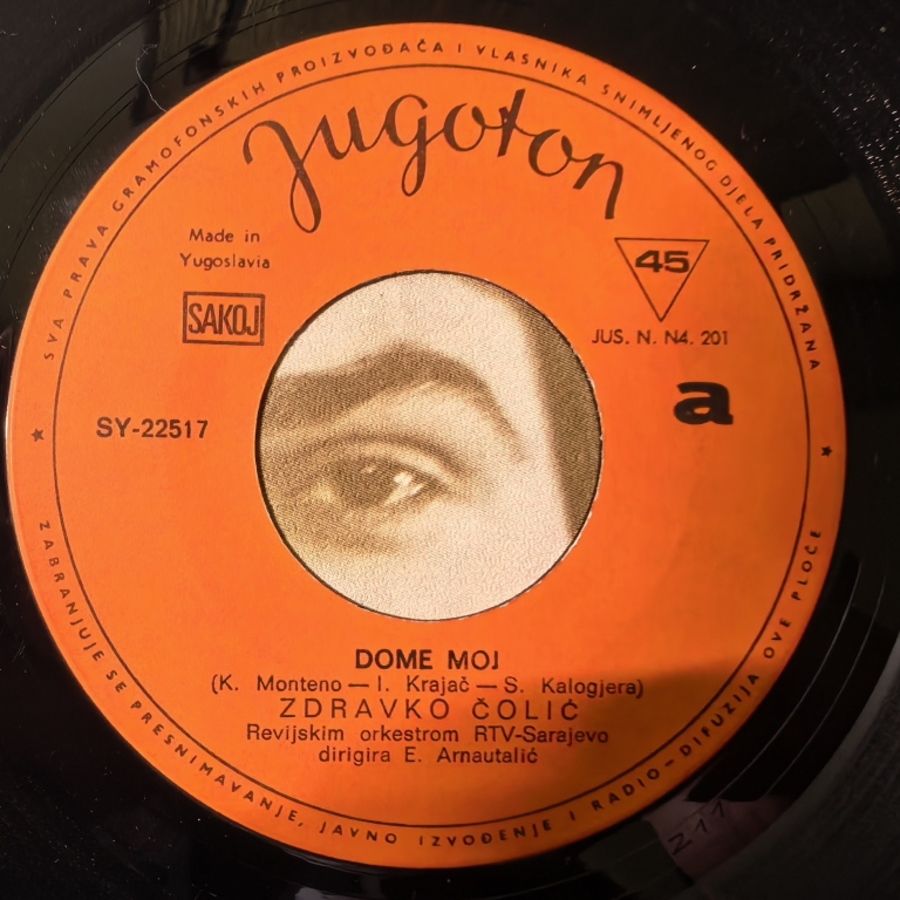 SVA PRAVA GRAMOFONSKIH PROIZVOĐAČA I VLASNIKA SNIMLJENOG DJELA PRIDRŽANA
jugoton
Made in
Yugoslavia
SAKOJ
45
JUS. N. N4. 201
a
SY-22517
DOME MOJ
(K. Monteno — I. Krajač — S. Kalogjera)
ZDRAVKO ČOLIĆ
Revijskim orkestrom RTV-Sarajevo
dirigira E. Arnautalić
ZABRANJUJE SE PRESNIMAVANJE, JAVNO IZVOĐENJE I RADIO-DIFUZIJA OVE PLOČE